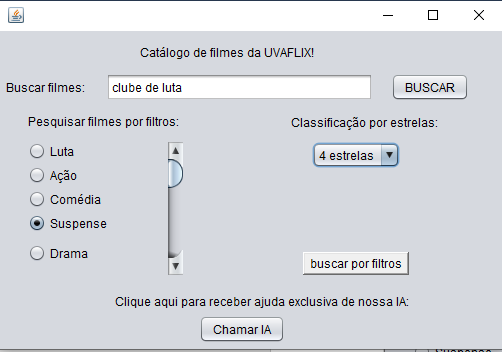 Catálogo de filmes da UVAFLIX!
Buscar filmes: clube de luta BUSCAR
Pesquisar filmes por filtros:
Classificação por estrelas:
Luta
Ação
Comédia
Suspense
Drama
4 estrelas
buscar por filtros
Clique aqui para receber ajuda exclusiva de nossa IA:
Chamar IA